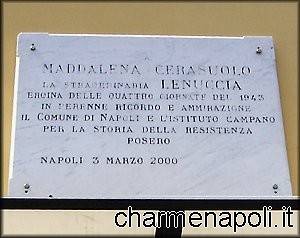 MADDALENA CERASUOLO
LA STRAORDINARIA LENUCCIA
EROINA DELLE QUATTRO GIORNATE DEL 1943
IN PERENNE RICORDO E AMMIRAZIONE
IL COMUNE DI NAPOLI E L'ISTITUTO CAMPANO
PER LA STORIA DELLA RESISTENZA
POSERO
NAPOLI 3 MARZO 2000
charmenapoli.it